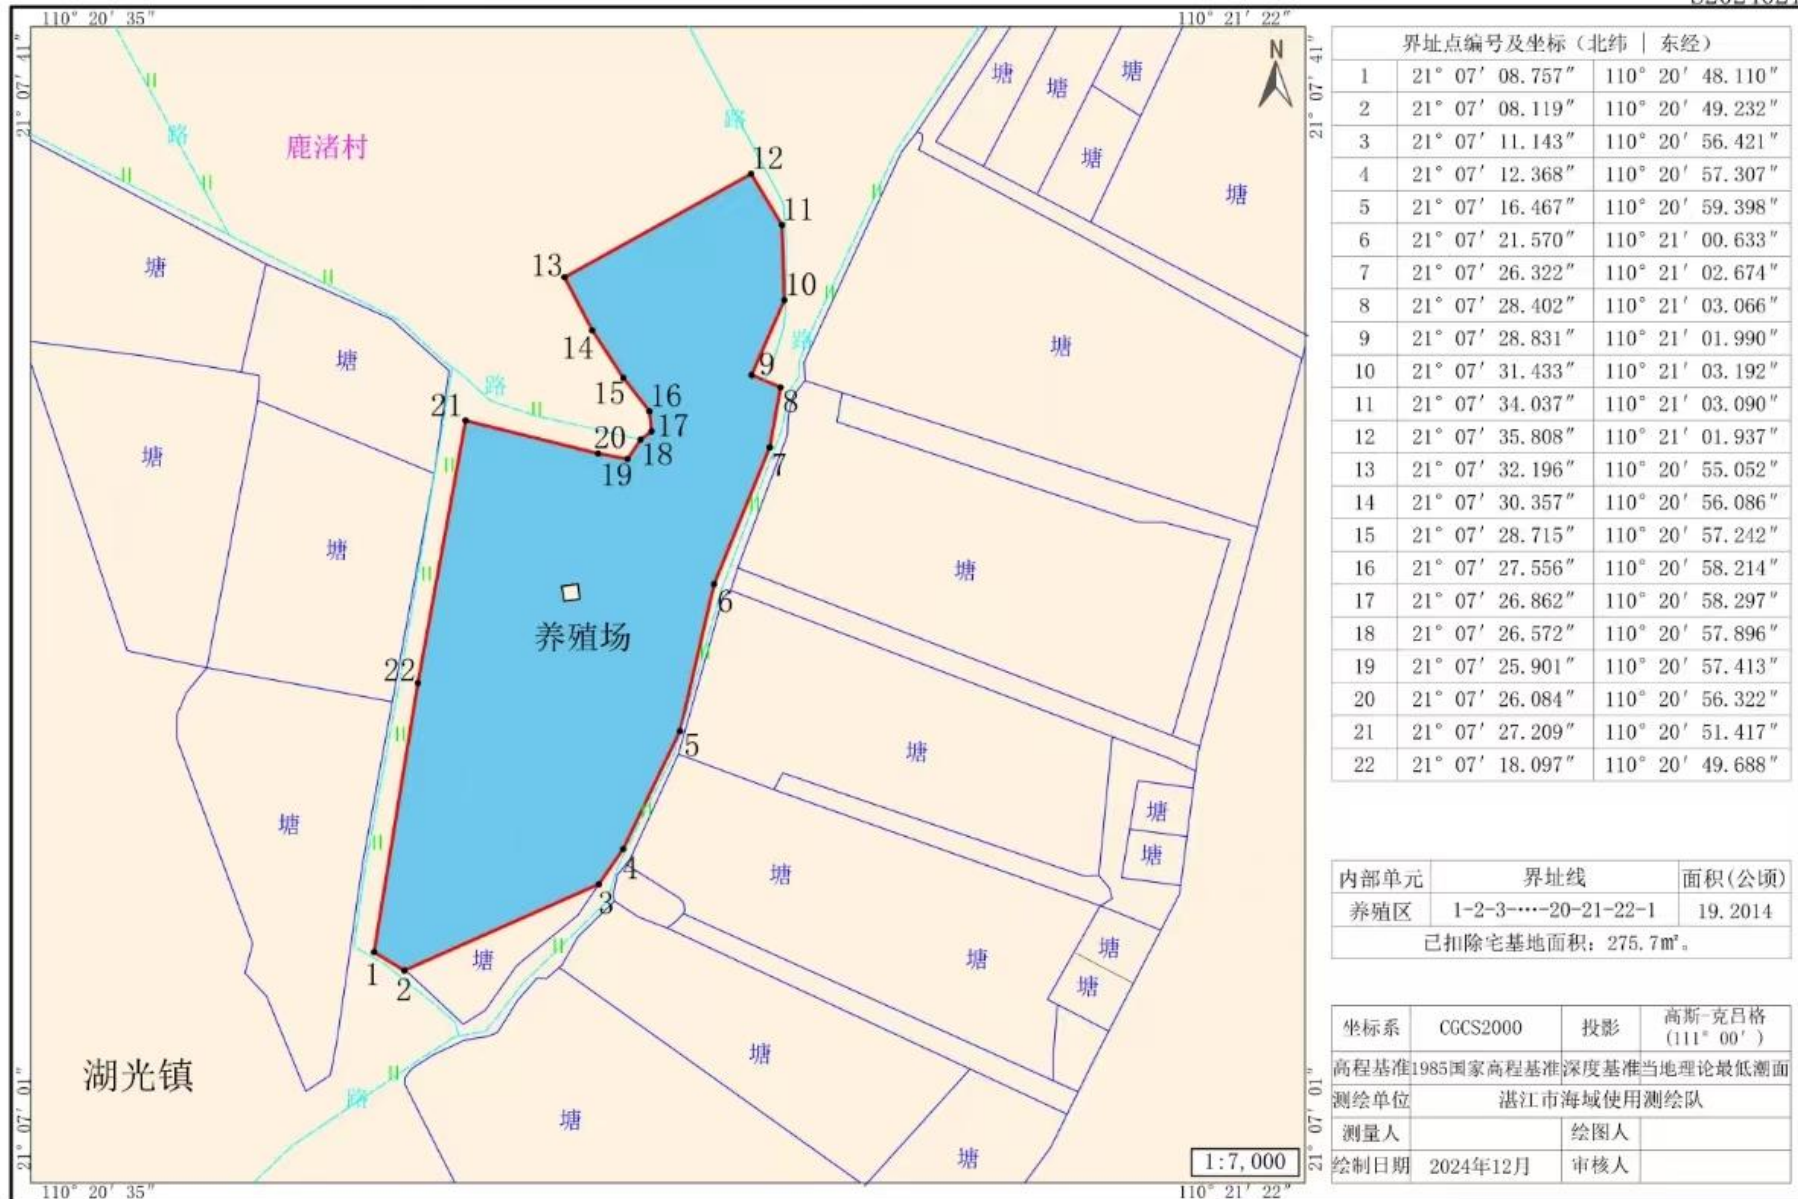 110° 20′ 35″
110° 21′ 22″
21° 07′ 41″
21° 07′ 41″
N
塘
塘
塘
塘
塘
路
路
鹿渚村
12
11
13
10
塘
14
路
塘
塘
9
15
8
路
16
21
17
20
18
7
19
塘
塘
塘
6
养殖场
22
5
塘
塘
塘
塘
4
塘
3
塘
塘
塘
1
2
塘
塘
湖光镇
路
塘
塘
21° 07′ 01″
21° 07′ 01″
1:7,000
110° 20′ 35″
110° 21′ 22″
界址点编号及坐标（北纬 | 东经）
1 21° 07′ 08.757″ 110° 20′ 48.110″
2 21° 07′ 08.119″ 110° 20′ 49.232″
3 21° 07′ 11.143″ 110° 20′ 56.421″
4 21° 07′ 12.368″ 110° 20′ 57.307″
5 21° 07′ 16.467″ 110° 20′ 59.398″
6 21° 07′ 21.570″ 110° 21′ 00.633″
7 21° 07′ 26.322″ 110° 21′ 02.674″
8 21° 07′ 28.402″ 110° 21′ 03.066″
9 21° 07′ 28.831″ 110° 21′ 01.990″
10 21° 07′ 31.433″ 110° 21′ 03.192″
11 21° 07′ 34.037″ 110° 21′ 03.090″
12 21° 07′ 35.808″ 110° 21′ 01.937″
13 21° 07′ 32.196″ 110° 20′ 55.052″
14 21° 07′ 30.357″ 110° 20′ 56.086″
15 21° 07′ 28.715″ 110° 20′ 57.242″
16 21° 07′ 27.556″ 110° 20′ 58.214″
17 21° 07′ 26.862″ 110° 20′ 58.297″
18 21° 07′ 26.572″ 110° 20′ 57.896″
19 21° 07′ 25.901″ 110° 20′ 57.413″
20 21° 07′ 26.084″ 110° 20′ 56.322″
21 21° 07′ 27.209″ 110° 20′ 51.417″
22 21° 07′ 18.097″ 110° 20′ 49.688″
内部单元 界址线 面积(公顷)
养殖区 1-2-3-…-20-21-22-1 19.2014
已扣除宅基地面积：275.7㎡。
坐标系 CGCS2000 投影 高斯-克吕格
(111° 00′)
高程基准 1985国家高程基准 深度基准 当地理论最低潮面
测绘单位 湛江市海域使用测绘队
测量人 绘图人
绘制日期 2024年12月 审核人